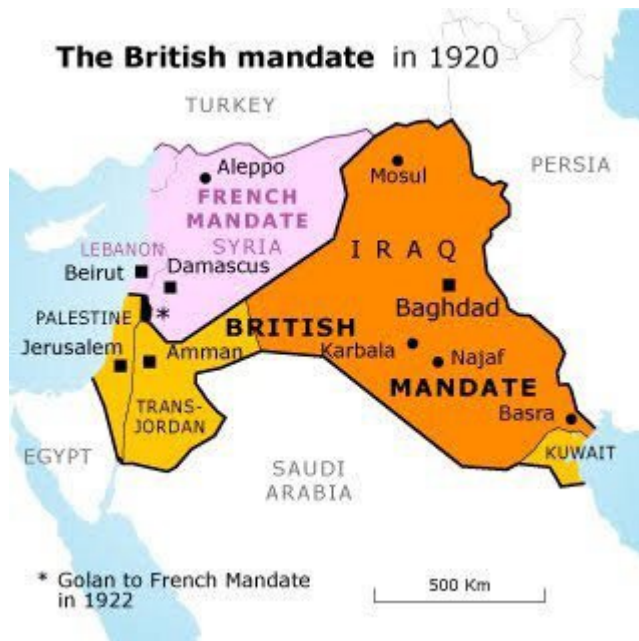 The British mandate in 1920
TURKEY
Aleppo
Mosul
PERSIA
FRENCH
MANDATE
SYRIA
IRAQ
LEBANON
Beirut
Damascus
Baghdad
PALESTINE
*
BRITISH
Jerusalem
Amman
Karbala
Najaf
MANDATE
TRANS-
JORDAN
Basra
EGYPT
KUWAIT
SAUDI
ARABIA
* Golan to French Mandate
in 1922
500 Km